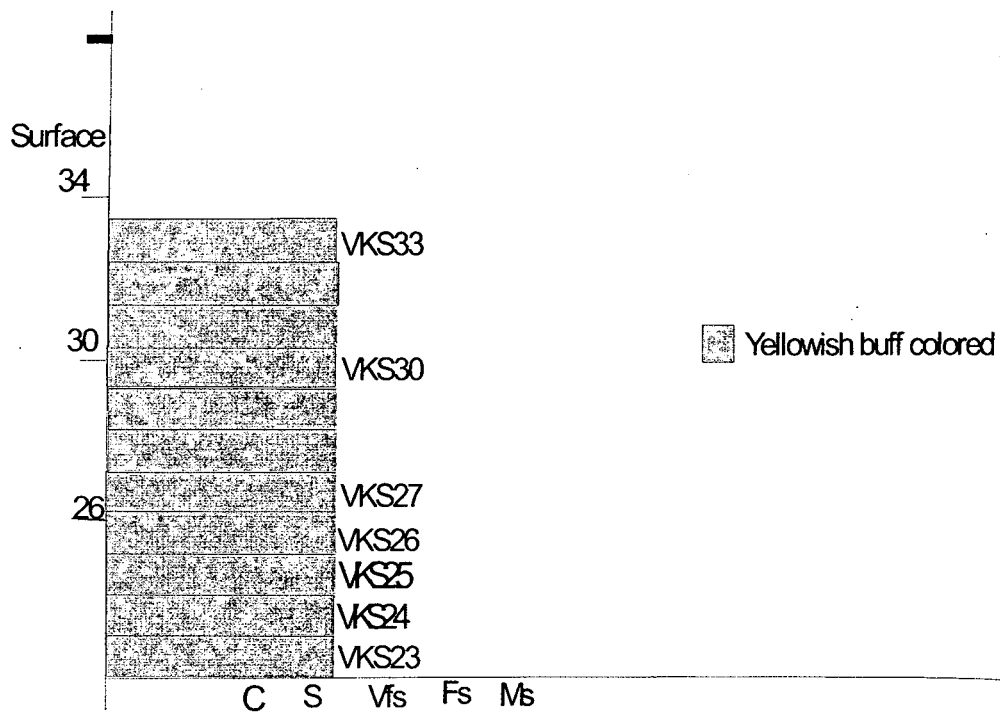 Surface
34
VKS33
30
VKS30
Yellowish buff colored
VKS27
26
VKS26
VKS25
VKS24
VKS23
C S Vfs Fs Ms